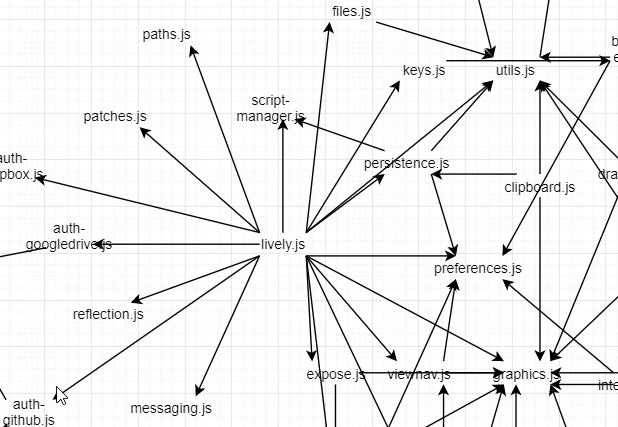 files.js
paths.js
b
e
keys.js
utils.js
script-
manager.js
patches.js
auth-
pbox.js
persistence.js
dra
clipboard.js
auth-
googledrive.js
lively.js
preferences.js
reflection.js
expose.js
viewnav.js
graphics.js
inte
auth-
github.js
messaging.js